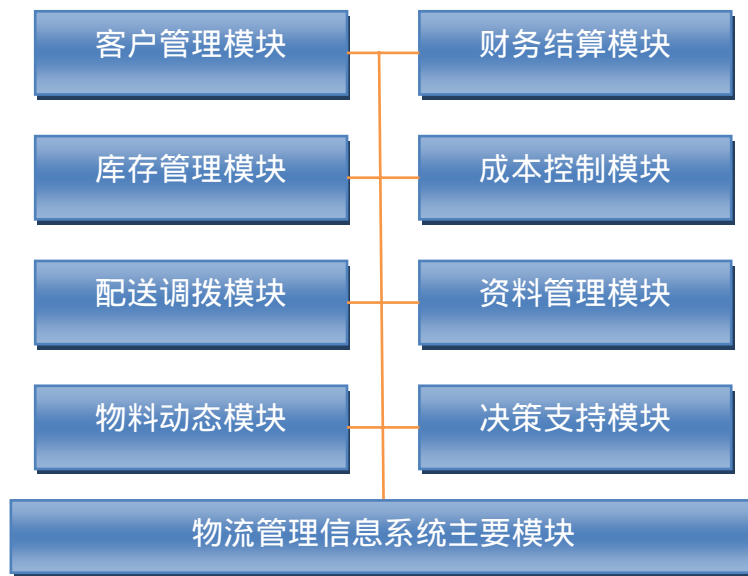 客户管理模块
财务结算模块
库存管理模块
成本控制模块
配送调拨模块
资料管理模块
物料动态模块
决策支持模块
物流管理信息系统主要模块